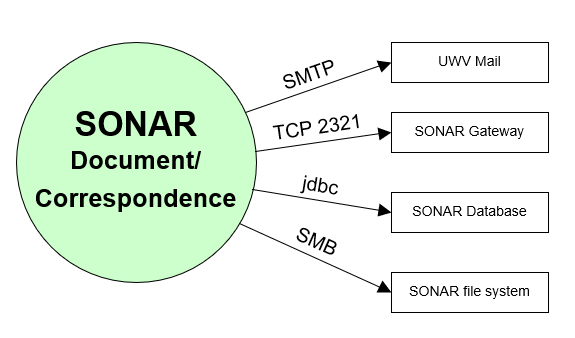 SONAR
Document/
Correspondence
SMTP
UWV Mail
TCP 2321
SONAR Gateway
jdbc
SONAR Database
SMB
SONAR file system